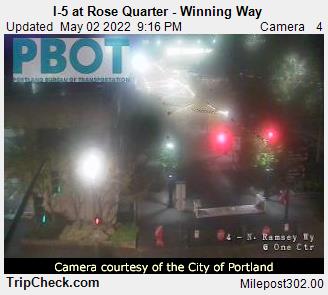 I-5 at Rose Quarter - Winning Way
Updated May 02 2022 9:16 PM Camera 4
PBOT
PORTLAND BUREAU OF TRANSPORTATION
4 - N. Ramsey Wy
@ One Ctr
Camera courtesy of the City of Portland
TripCheck.com Milepost302.00